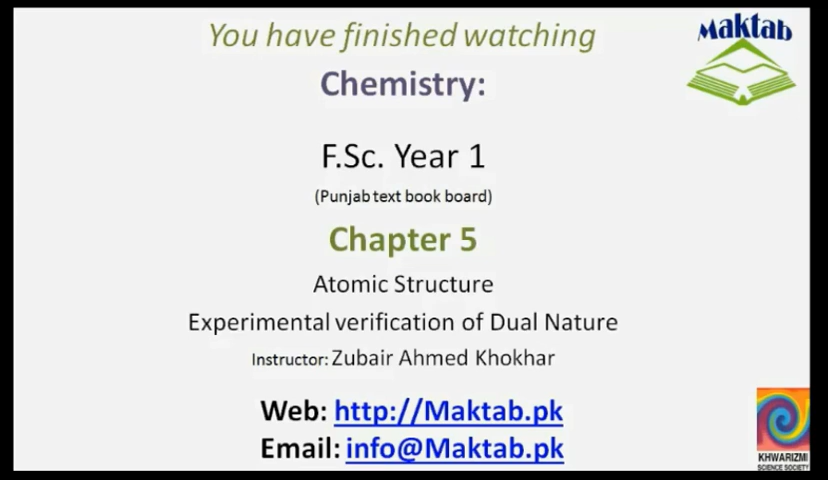 You have finished watching
Maktab
Chemistry:
F.Sc. Year 1
(Punjab text book board)
Chapter 5
Atomic Structure
Experimental verification of Dual Nature
Instructor: Zubair Ahmed Khokhar
Web: http://Maktab.pk
Email: info@Maktab.pk
KHWARIZMI
SCIENCE SOCIETY